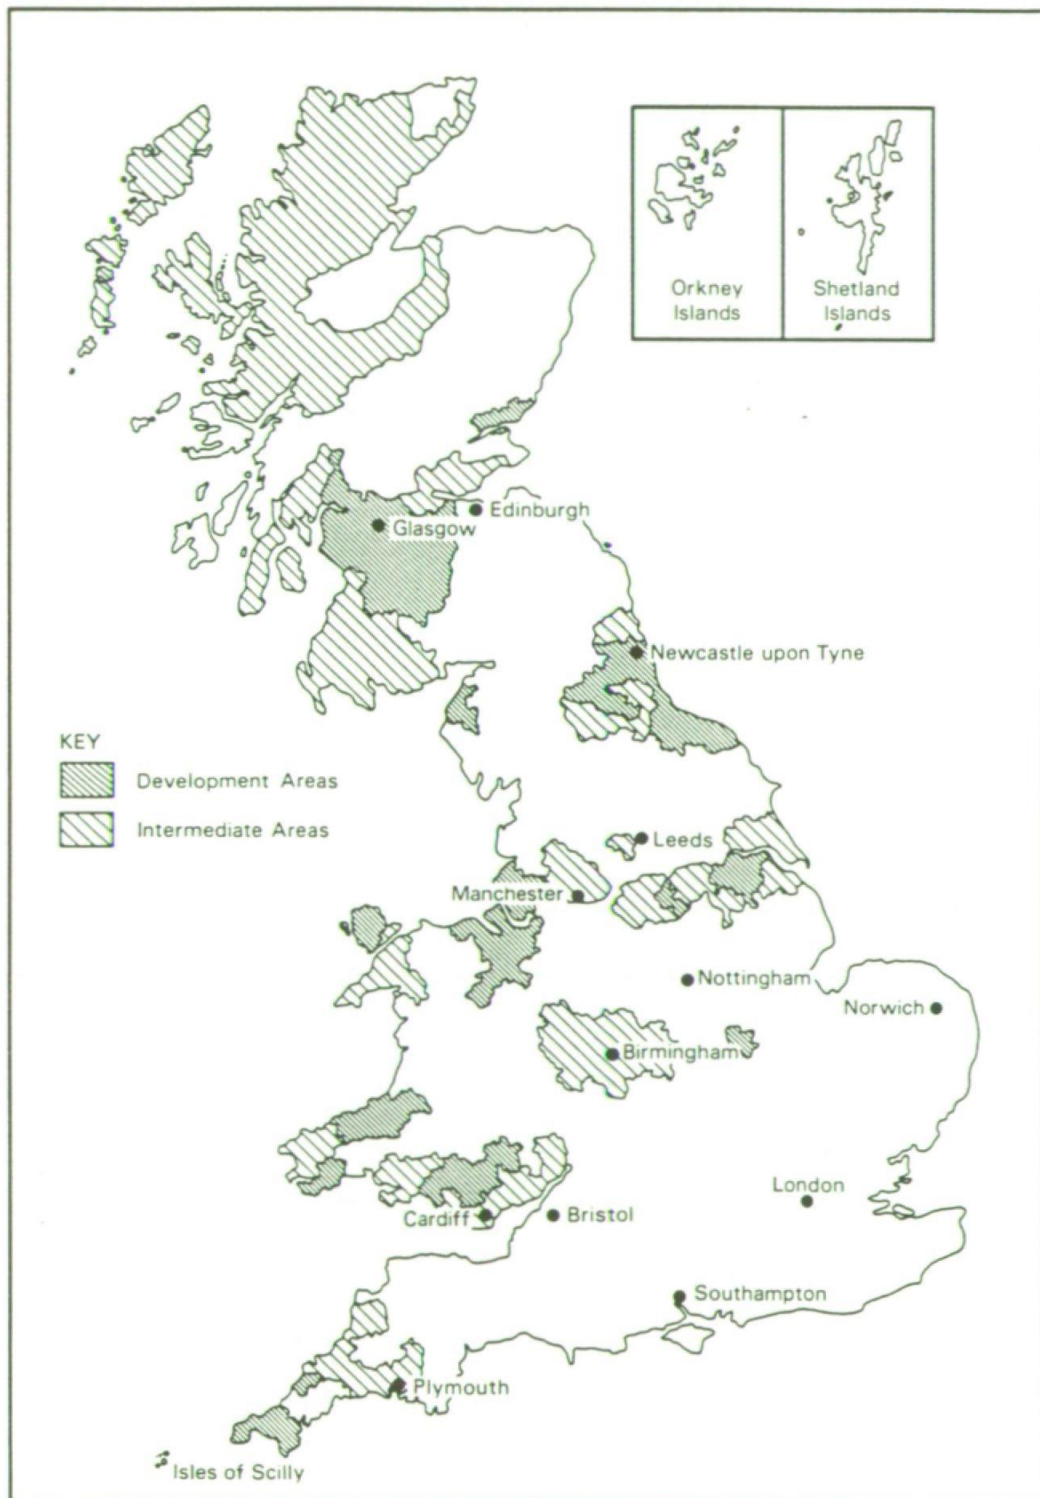 Orkney
Islands
Shetland
Islands
Edinburgh
Glasgow
Newcastle upon Tyne
KEY
Development Areas
Intermediate Areas
Leeds
Manchester
Nottingham
Norwich
Birmingham
London
Cardiff
Bristol
Southampton
Plymouth
Isles of Scilly